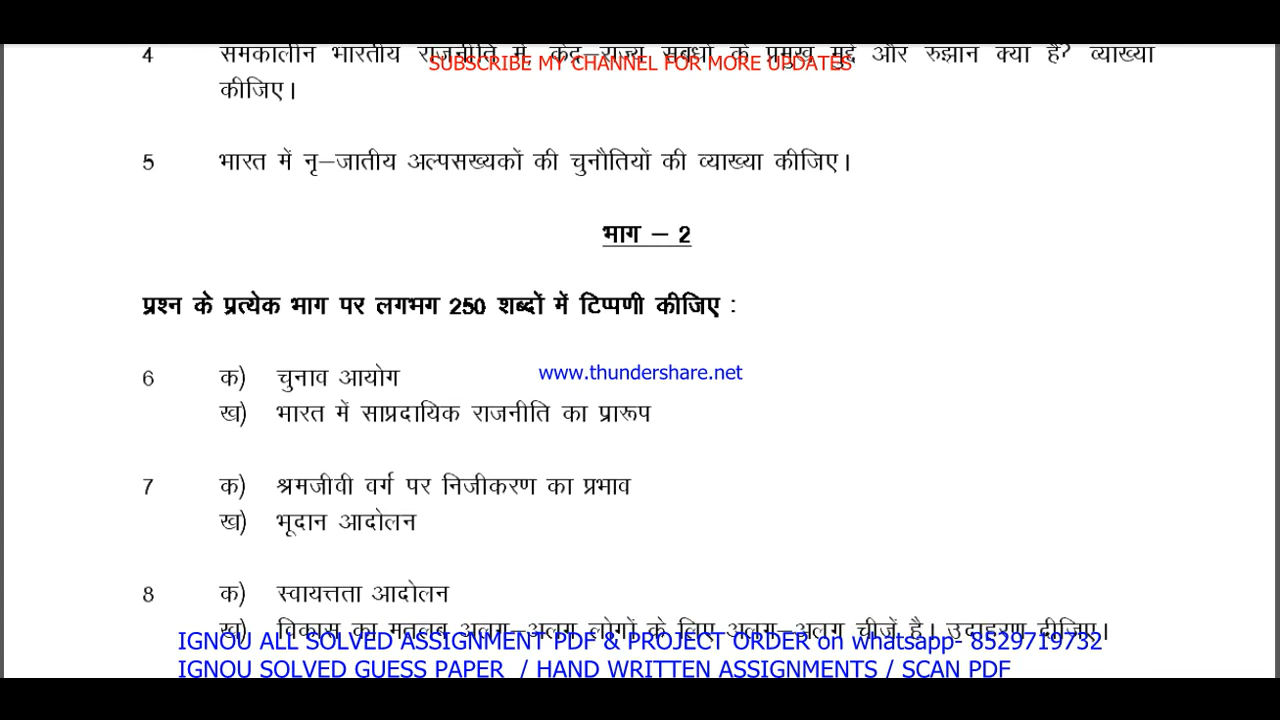 4 समकालीन भारतीय राजनीति में केंद्र–राज्य सबंधों के प्रमुख मुद्दे और रुझान क्या हैं? व्याख्या
SUBSCRIBE MY CHANNEL FOR MORE UPDATES
कीजिए।
5 भारत में नृ–जातीय अल्पसख्यकों की चुनौतियों की व्याख्या कीजिए।
भाग – 2
प्रश्न के प्रत्येक भाग पर लगभग 250 शब्दों में टिप्पणी कीजिए :
6 क) चुनाव आयोग
www.thundershare.net
ख) भारत में साप्रदायिक राजनीति का प्रारूप
7 क) श्रमजीवी वर्ग पर निजीकरण का प्रभाव
ख) भूदान आदोलन
8 क) स्वायत्तता आदोलन
ख) विकास का मतलब अलग–अलग लोगों के लिए अलग–अलग चीजें है। उदाहरण दीजिए।
IGNOU ALL SOLVED ASSIGNMENT PDF & PROJECT ORDER on whatsapp- 8529719732
IGNOU SOLVED GUESS PAPER / HAND WRITTEN ASSIGNMENTS / SCAN PDF